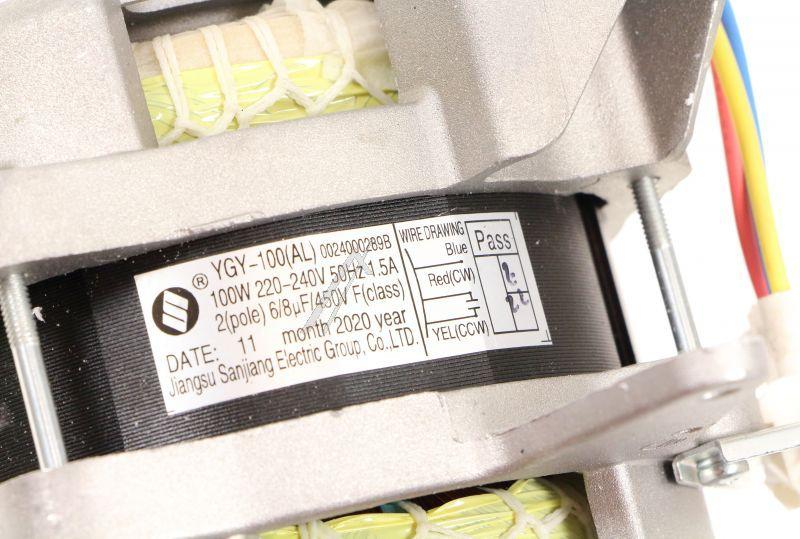 ® YGY-100(AL) 0024000289B
100W 220-240V 50Hz 1.5A
2(pole) 6/8μF(450V F(class)
DATE: 11 month 2020 year
Jiangsu Sanjiang Electric Group, Co.,LTD.
WIRE DRAWING
Blue
Red(CW)
YEL(CCW)
Pass